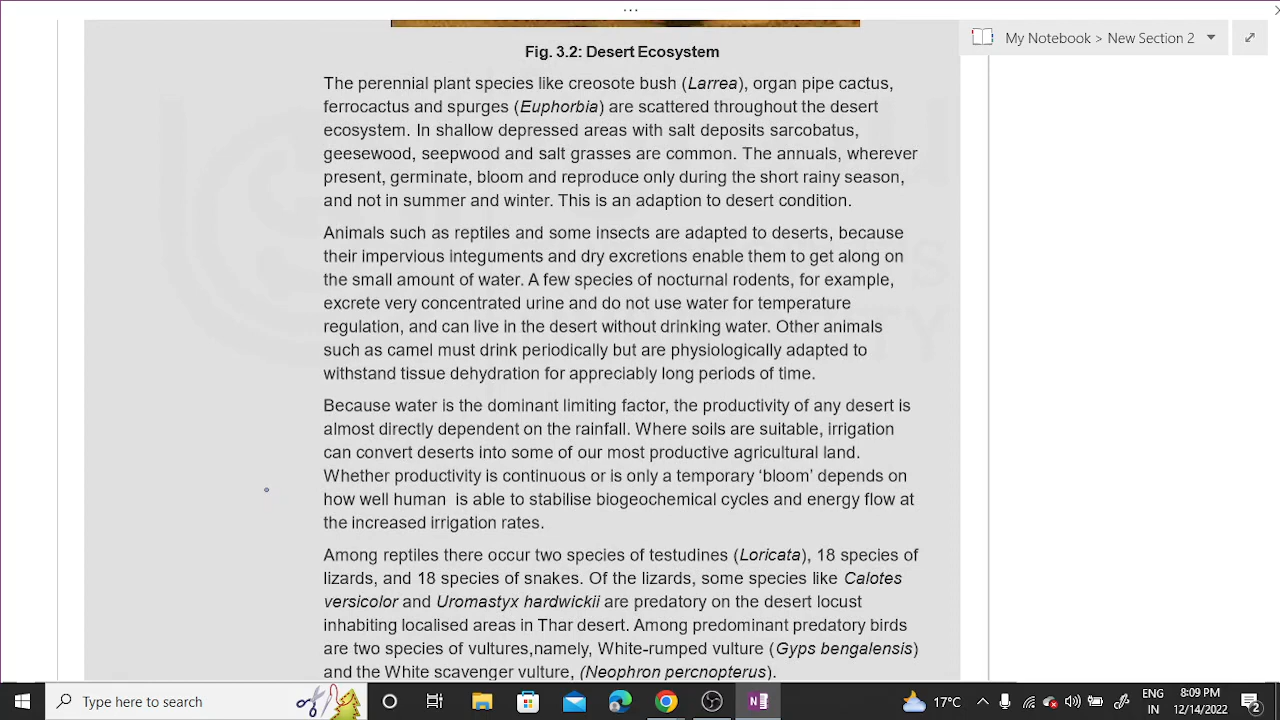 ...
My Notebook > New Section 2
Fig. 3.2: Desert Ecosystem
The perennial plant species like creosote bush (Larrea), organ pipe cactus,
ferrocactus and spurges (Euphorbia) are scattered throughout the desert
ecosystem. In shallow depressed areas with salt deposits sarcobatus,
geesewood, seepwood and salt grasses are common. The annuals, wherever
present, germinate, bloom and reproduce only during the short rainy season,
and not in summer and winter. This is an adaption to desert condition.
Animals such as reptiles and some insects are adapted to deserts, because
their impervious integuments and dry excretions enable them to get along on
the small amount of water. A few species of nocturnal rodents, for example,
excrete very concentrated urine and do not use water for temperature
regulation, and can live in the desert without drinking water. Other animals
such as camel must drink periodically but are physiologically adapted to
withstand tissue dehydration for appreciably long periods of time.
Because water is the dominant limiting factor, the productivity of any desert is
almost directly dependent on the rainfall. Where soils are suitable, irrigation
can convert deserts into some of our most productive agricultural land.
Whether productivity is continuous or is only a temporary ‘bloom’ depends on
how well human  is able to stabilise biogeochemical cycles and energy flow at
the increased irrigation rates.
Among reptiles there occur two species of testudines (Loricata), 18 species of
lizards, and 18 species of snakes. Of the lizards, some species like Calotes
versicolor and Uromastyx hardwickii are predatory on the desert locust
inhabiting localised areas in Thar desert. Among predominant predatory birds
are two species of vultures,namely, White-rumped vulture (Gyps bengalensis)
and the White scavenger vulture, (Neophron percnopterus).
Type here to search
17°C
ENG
IN
8:09 PM
12/14/2022
2